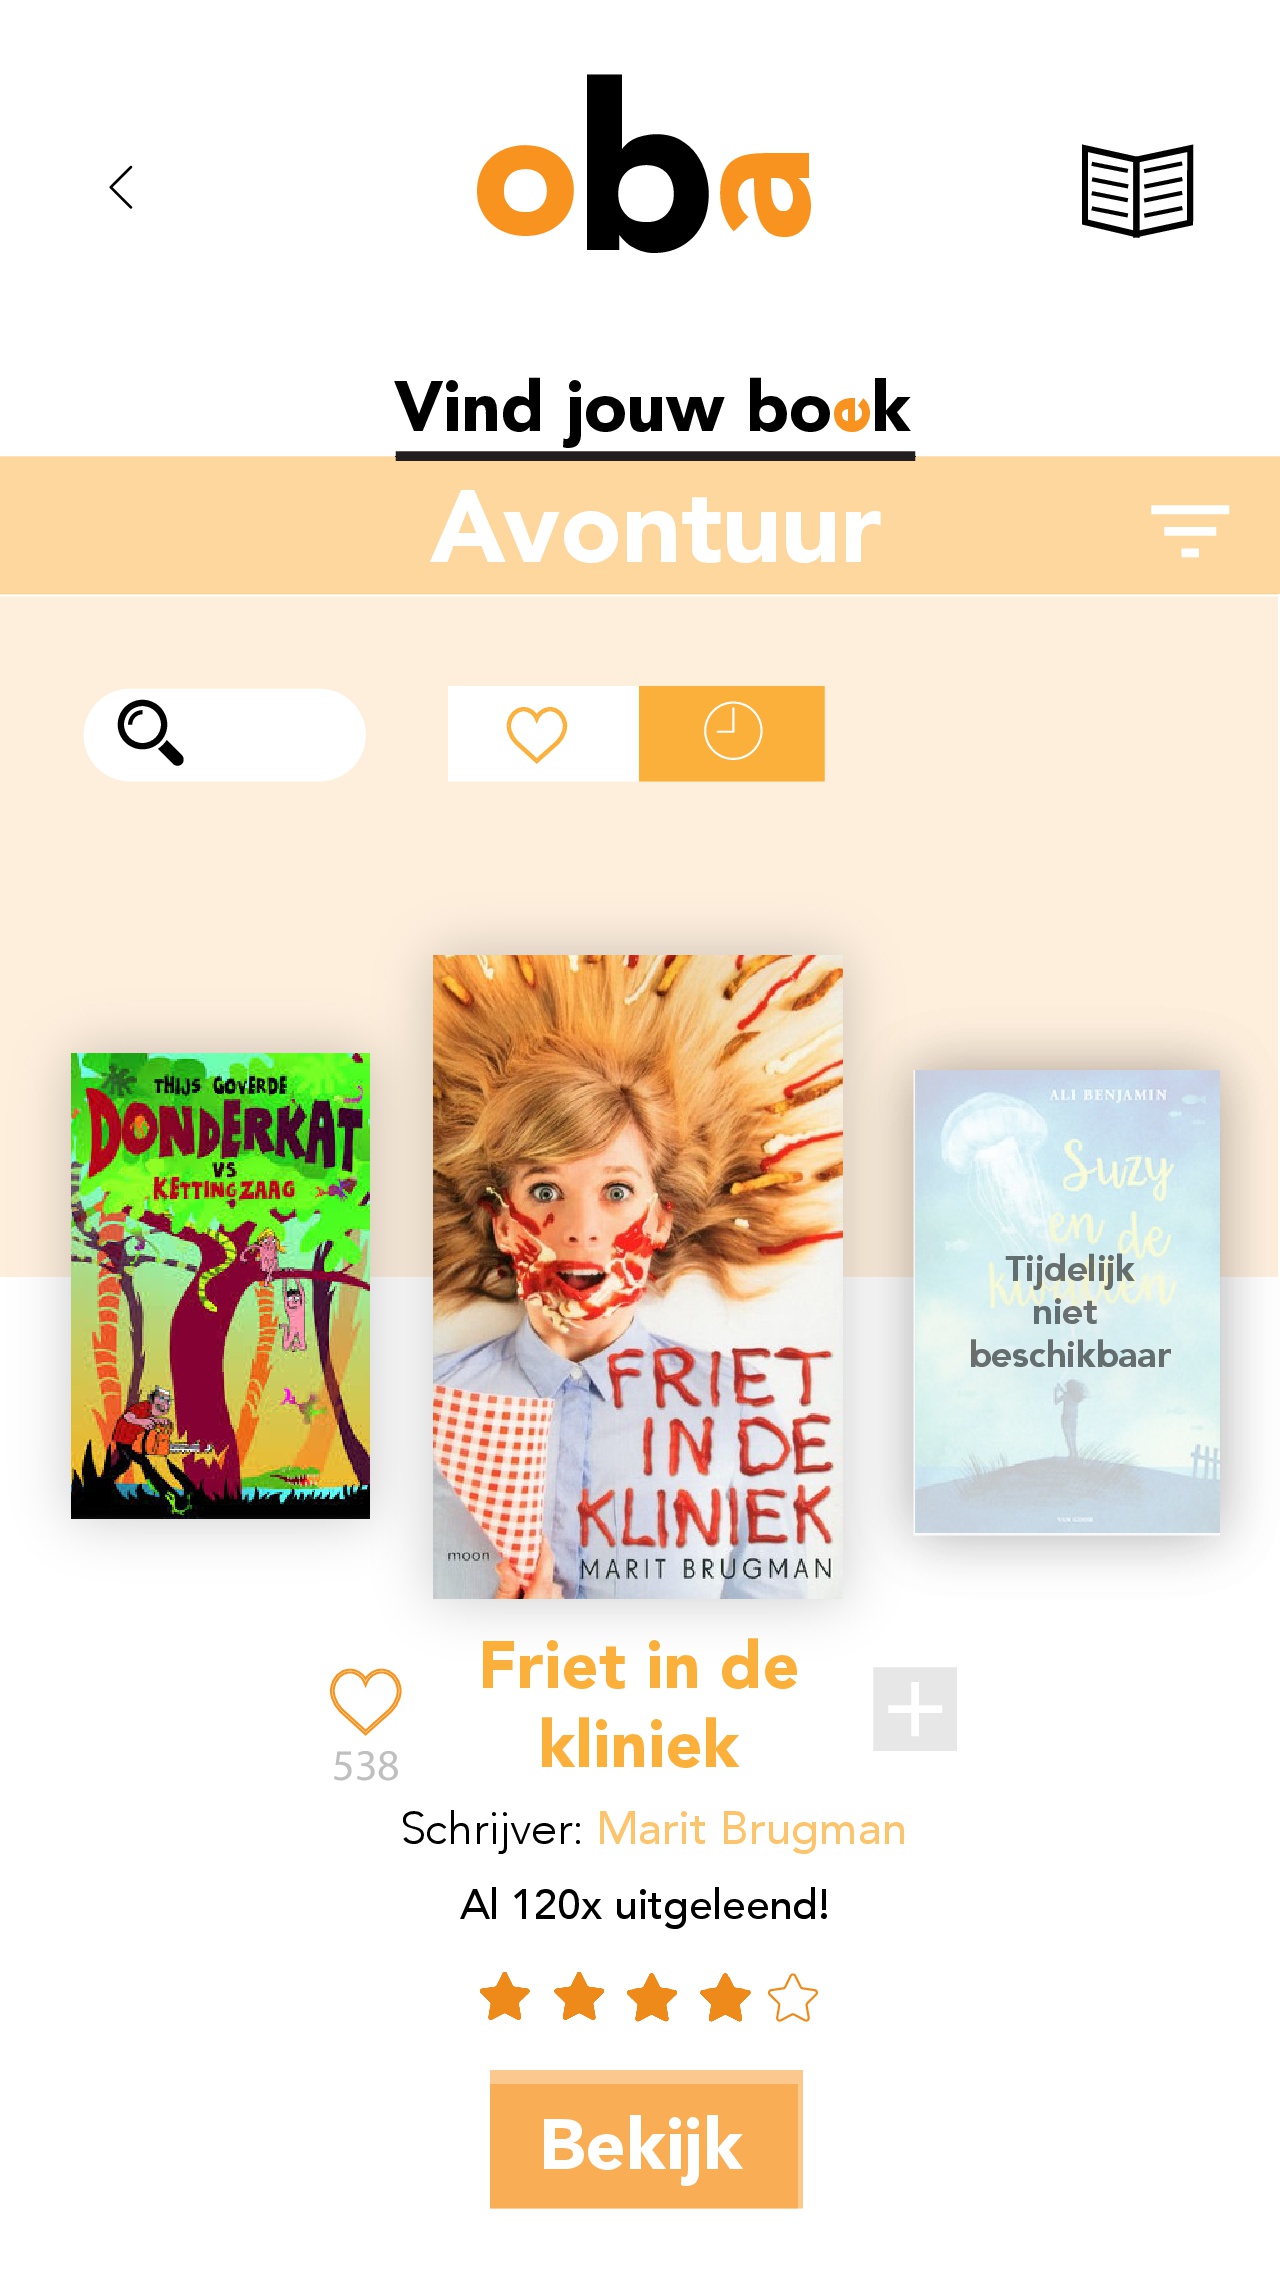 oba
Vind jouw boek
Avontuur
THIJS GOVERDE
DONDERKAT
VS
KETTINGZAAG
FRIET
IN DE
KLINIEK
moon
MARIT BRUGMAN
ALI BENJAMIN
Suzy
en de
kwallen
Tijdelijk
niet
beschikbaar
VAN GOOR
Friet in de
kliniek
538
Schrijver: Marit Brugman
Al 120x uitgeleend!
Bekijk